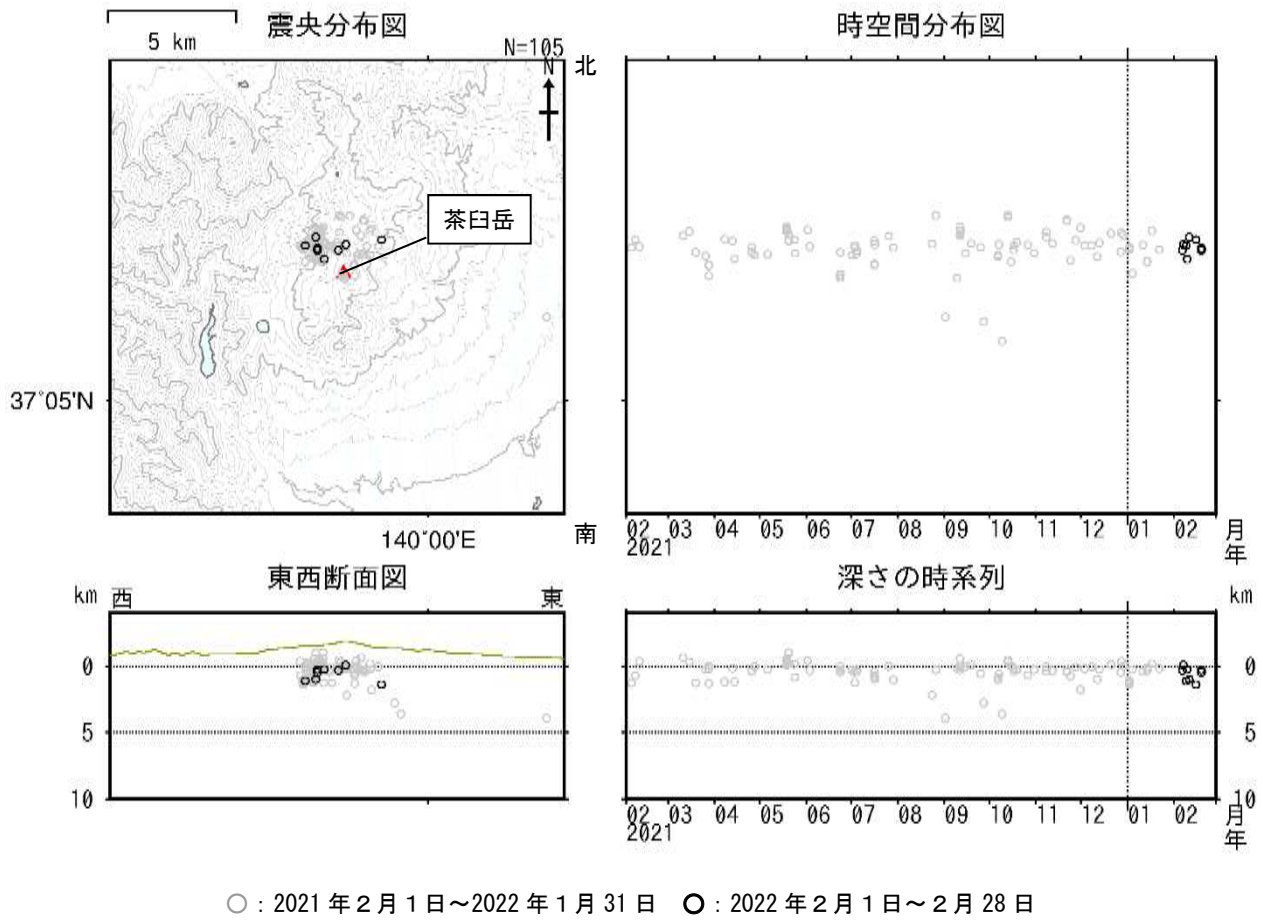 震央分布図
5 km
N=105
N
北
茶臼岳
37°05'N
140°00'E
南
時空間分布図
02 03 04 05 06 07 08 09 10 11 12 01 02 月
2021 年
東西断面図
km 西 東
0
5
10
深さの時系列
km
0
5
10
02 03 04 05 06 07 08 09 10 11 12 01 02 月
2021 年
○：2021 年２月１日～2022 年１月 31 日 ○：2022 年２月１日～２月 28 日